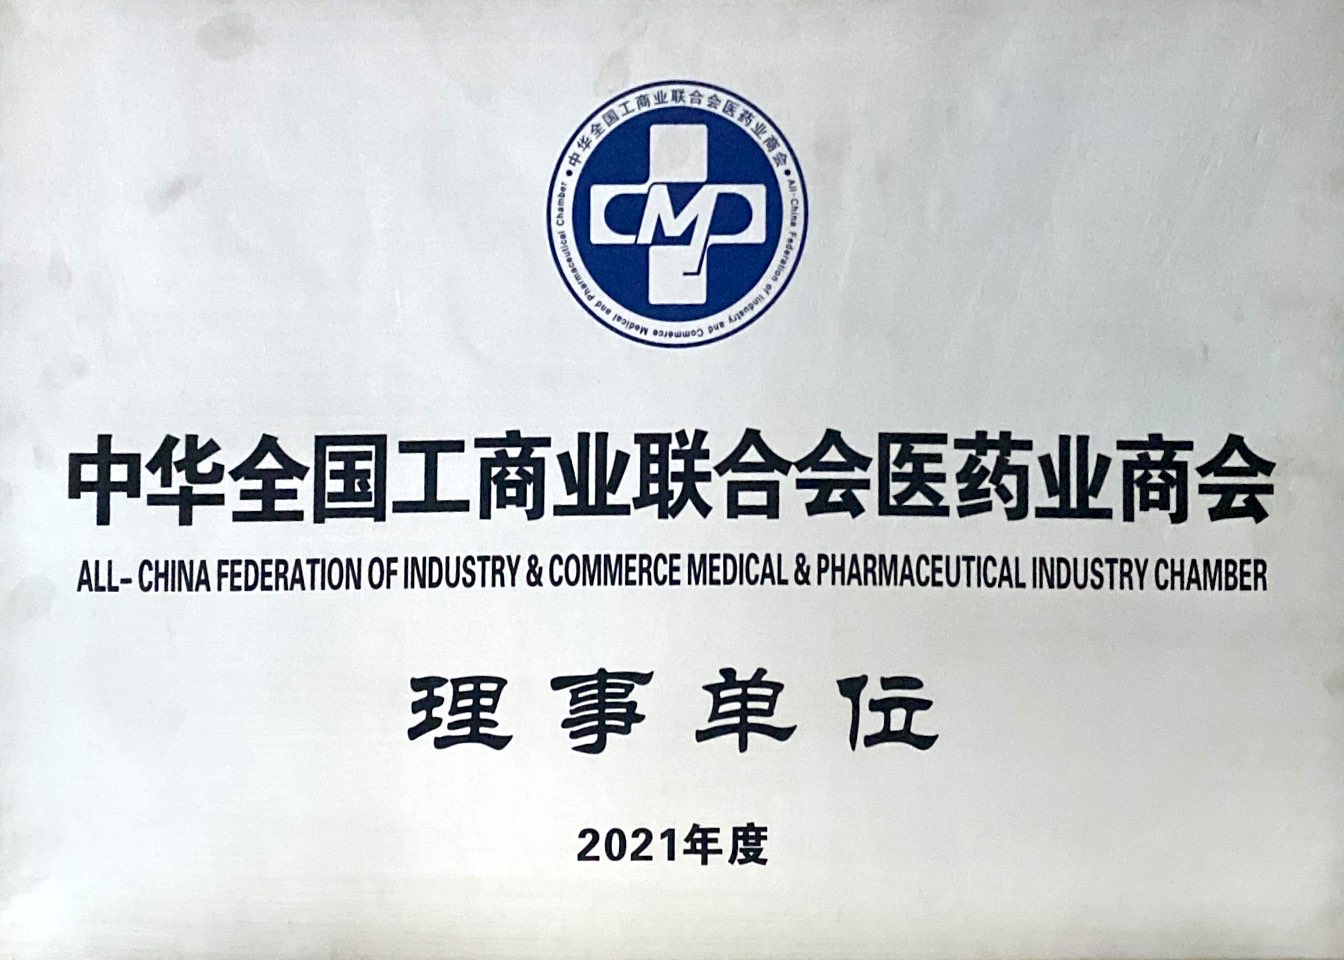 中华全国工商业联合会医药业商会
All-China Federation of Iindustry and Commerce Medical and Pharmaceutical Chamber
CMP
中华全国工商业联合会医药业商会
ALL-CHINA FEDERATION OF INDUSTRY & COMMERCE MEDICAL & PHARMACEUTICAL INDUSTRY CHAMBER
理事单位
2021年度